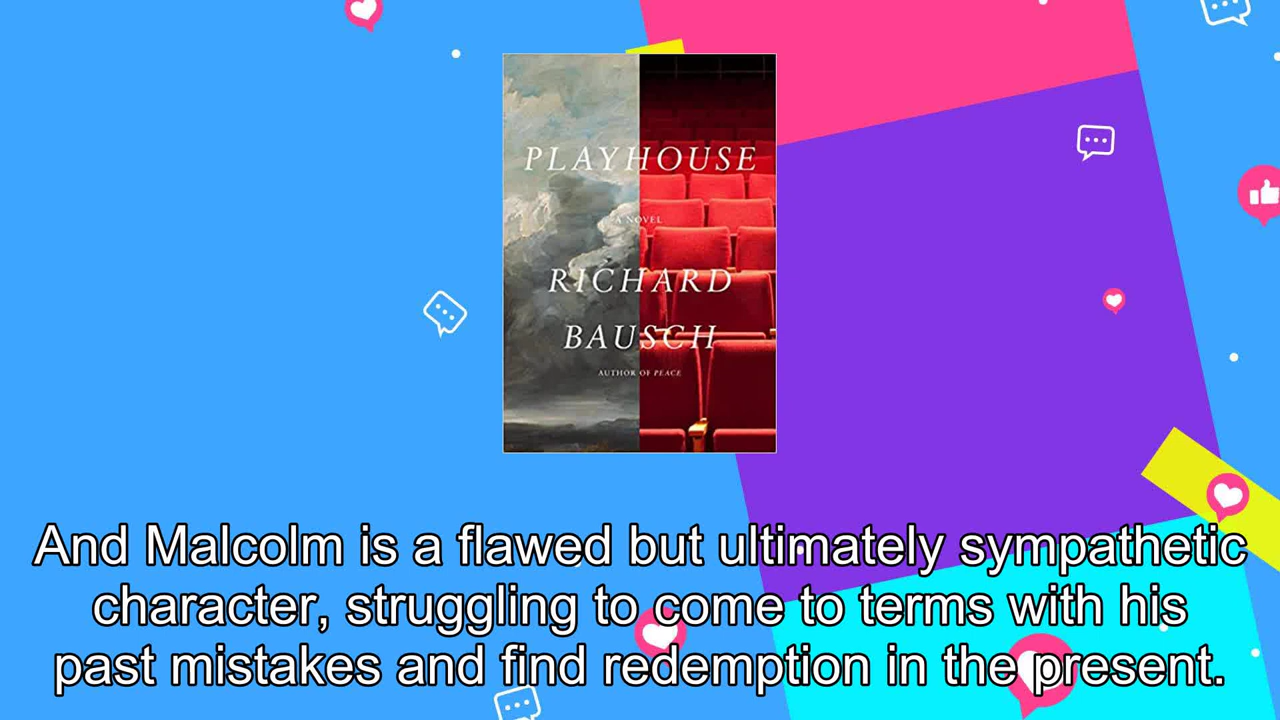 PLAYHOUSE
A NOVEL
RICHARD
BAUSCH
AUTHOR OF PEACE
And Malcolm is a flawed but ultimately sympathetic
character, struggling to come to terms with his
past mistakes and find redemption in the present.